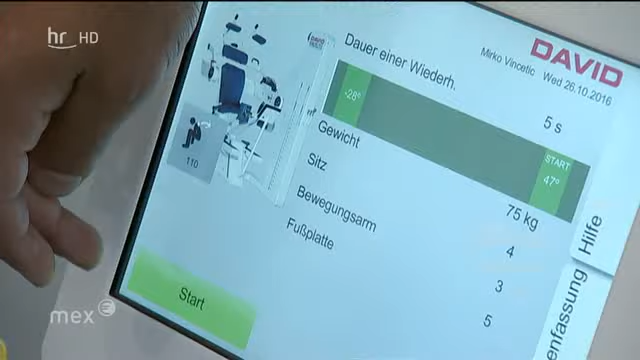 hr HD
DAVID
Mirko Vincetic Wed 26.10.2016
Dauer einer Wiederh. 5 s
-28° START 47°
Gewicht 75 kg
Sitz 4
Bewegungsarm 3
Fußplatte 5
110
Start
Hilfe
enfassung
mex